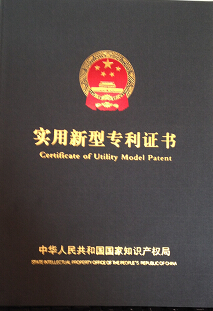 实用新型专利证书
Certificate of Utility Model Patent
中华人民共和国国家知识产权局
STATE INTELLECTUAL PROPERTY OFFICE OF THE PEOPLE'S REPUBLIC OF CHINA